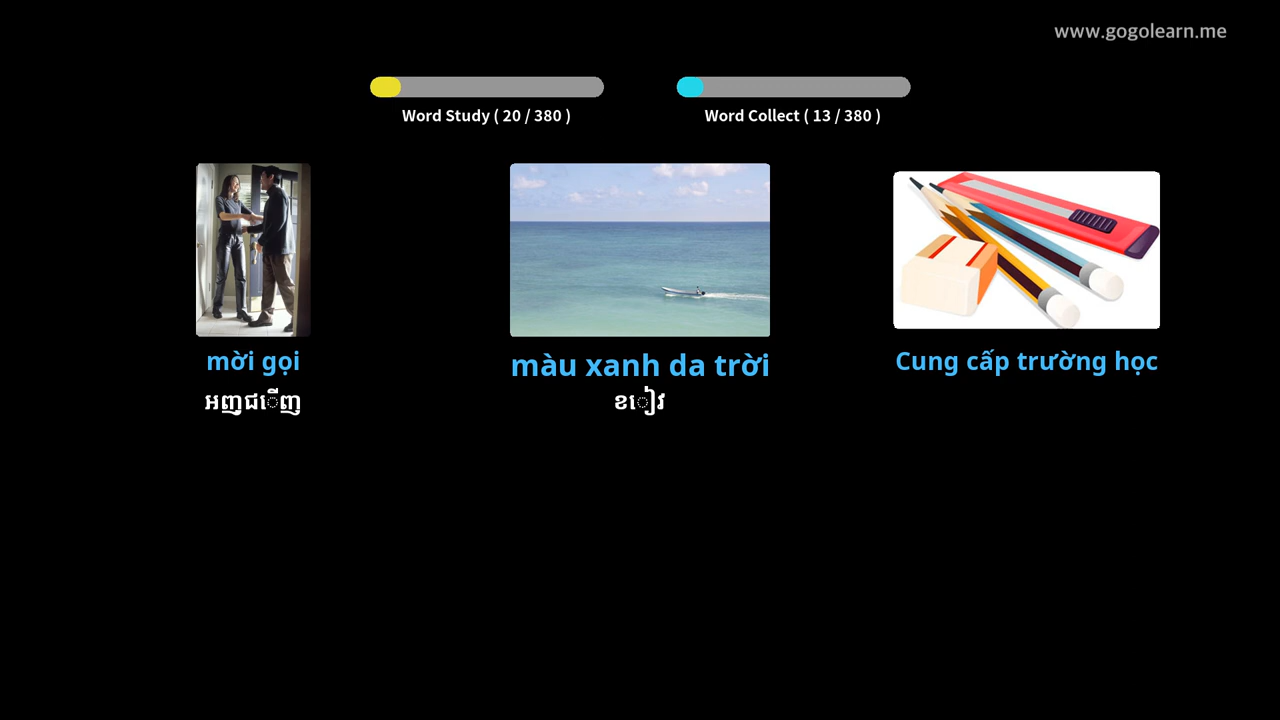 www.gogolearn.me
Word Study ( 20 / 380 )
Word Collect ( 13 / 380 )
mời gọi
màu xanh da trời
Cung cấp trường học
អញ្ជើញ
ខៀវ